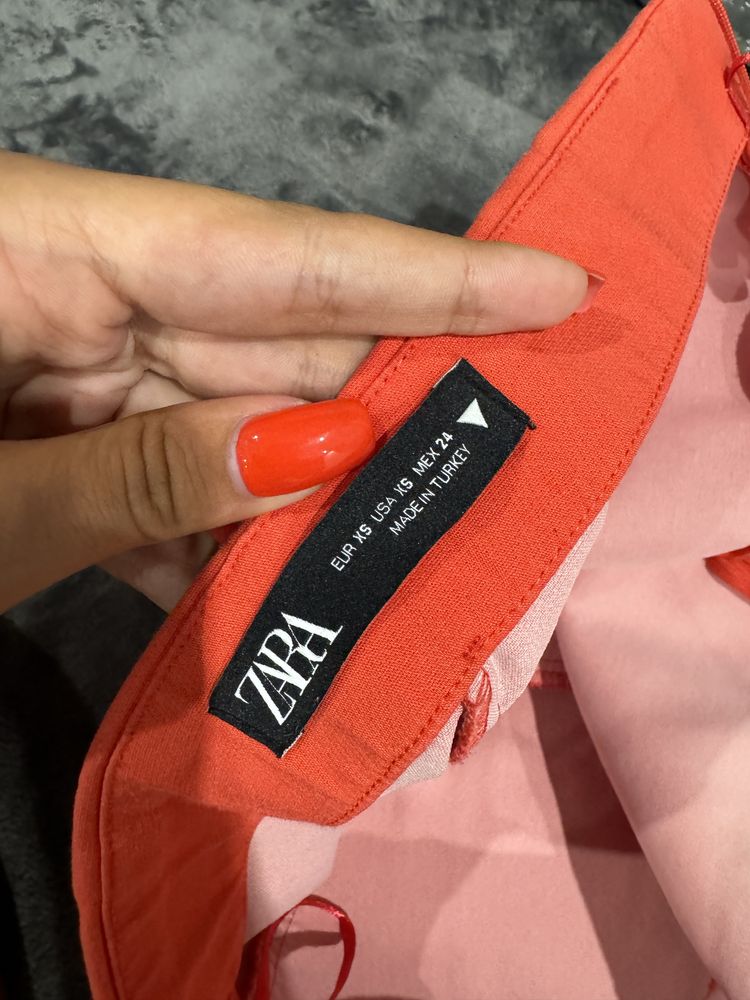 ZARA
EUR XS USA XS MEX 24
MADE IN TURKEY